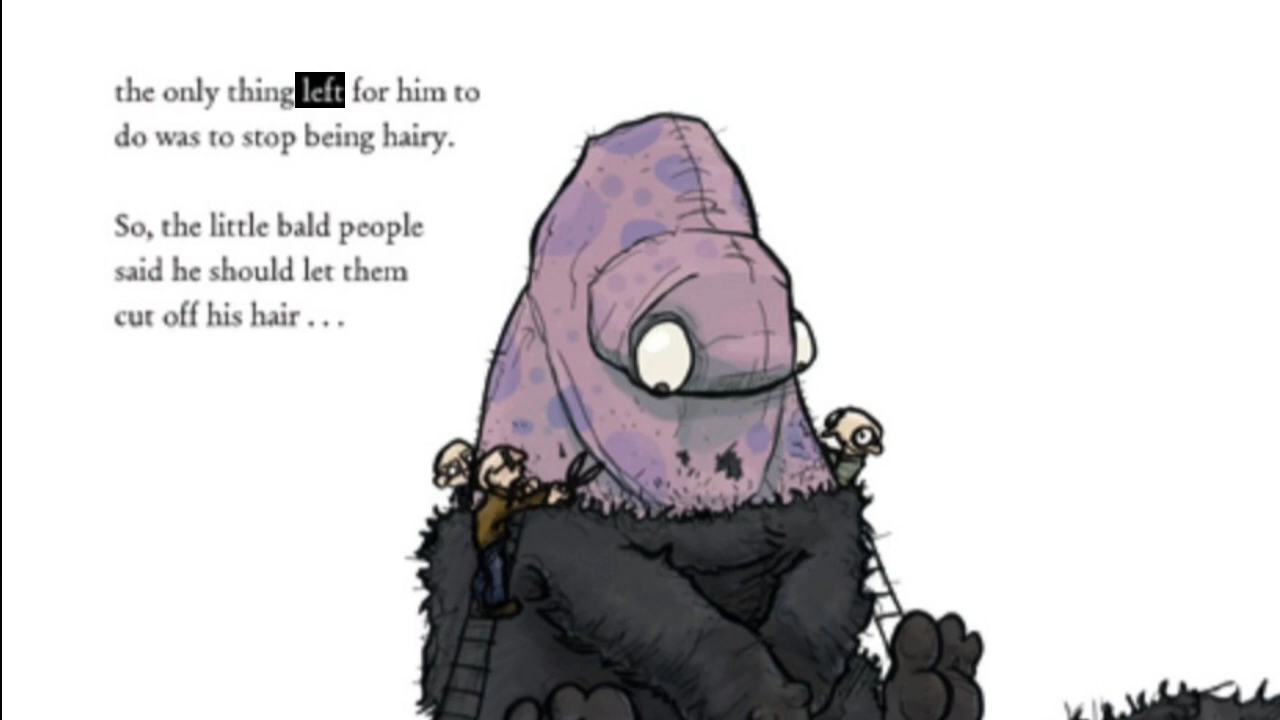 the only thing left for him to
do was to stop being hairy.
So, the little bald people
said he should let them
cut off his hair . . .